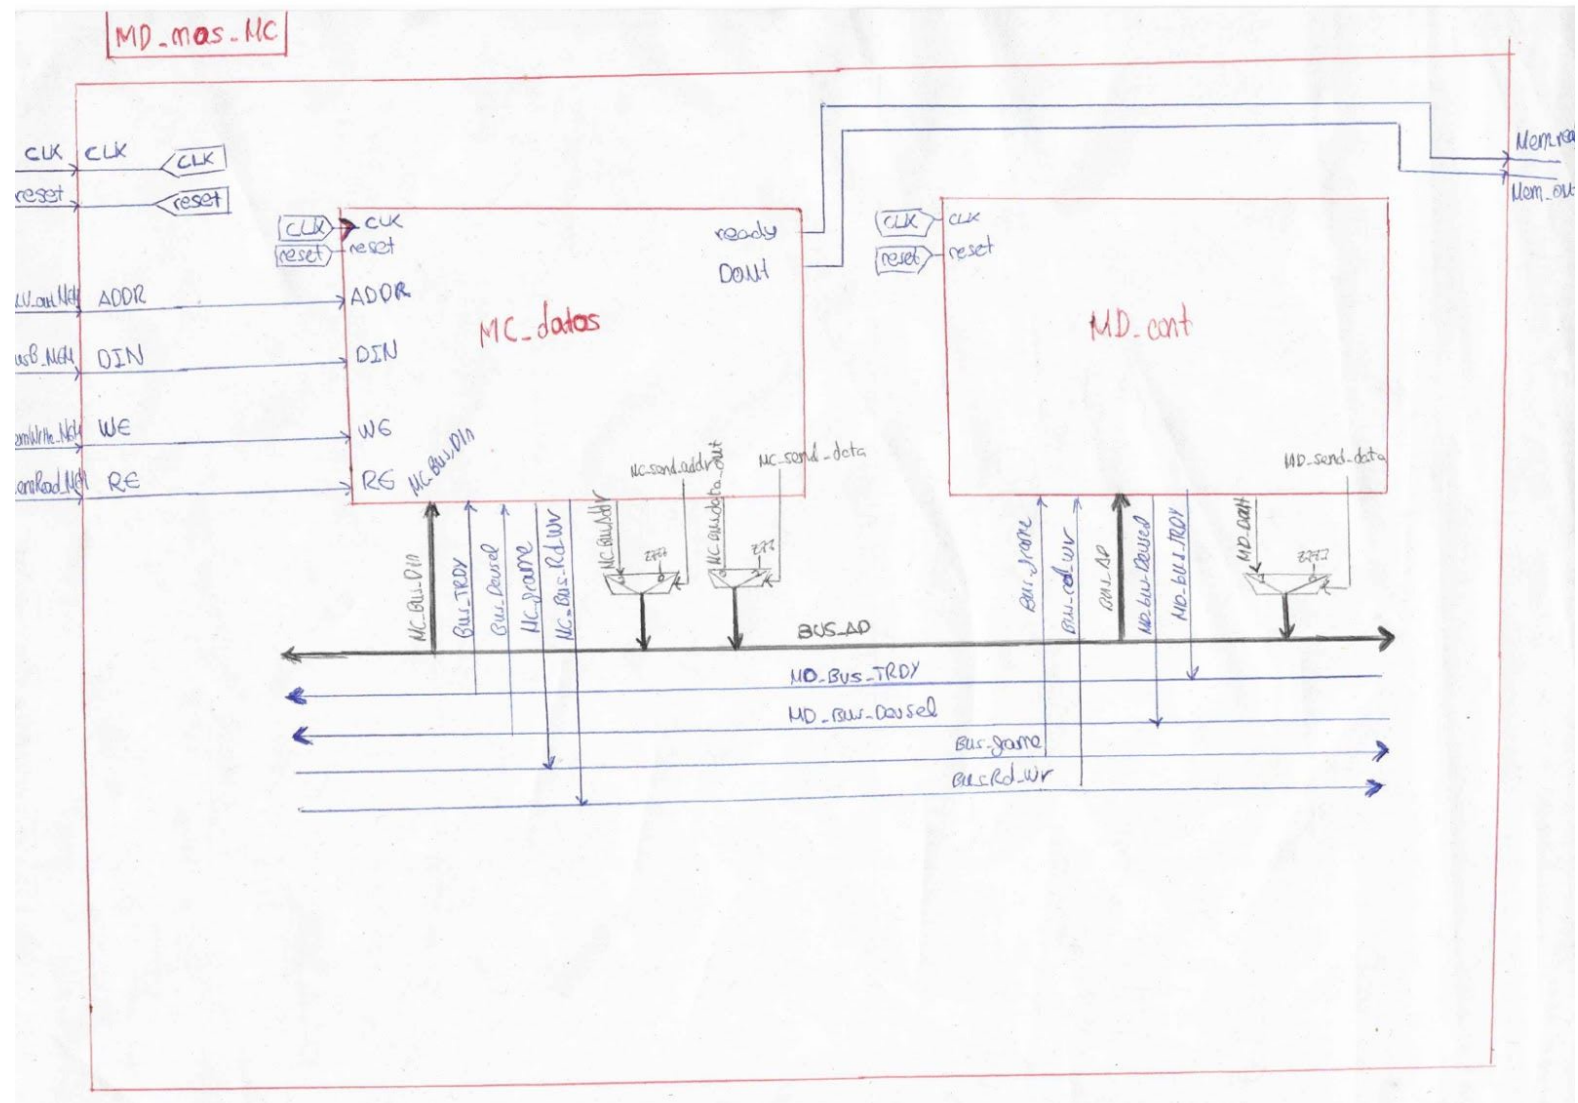 MD_mas_MC
CLK
CLK
CLK
reset
reset
ADDR
DIN
WE
RE
CLK
CLK
reset
reset
ADDR
DIN
WE
RE
MC_Bus_Din
MC_datos
ready
Dout
MC_send_addr
MC_send_data
CLK
CLK
reset
reset
MD_cont
MD_send_data
Mem_out
MC_Bus_Din
Bus_TRDY
Bus_Devsel
MC_frame
MC_Bus_Rd_Wr
MC_Bus_Addr
MC_Bus_data_out
Bus_frame
BUS_AD
MD_bus_Devsel
MD_bus_TRDY
MD_Dout
BUS_AD
MD_Bus_TRDY
MD_Bus_Devsel
Bus_frame
Bus_Rd_Wr